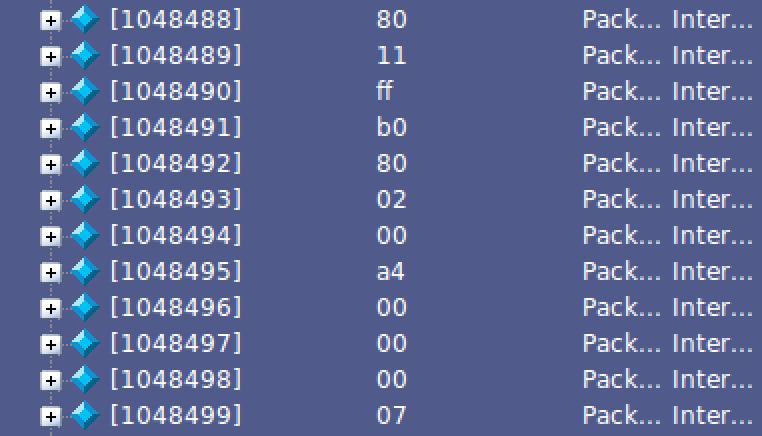 [1048488] 80 Pack... Inter...
[1048489] 11 Pack... Inter...
[1048490] ff Pack... Inter...
[1048491] b0 Pack... Inter...
[1048492] 80 Pack... Inter...
[1048493] 02 Pack... Inter...
[1048494] 00 Pack... Inter...
[1048495] a4 Pack... Inter...
[1048496] 00 Pack... Inter...
[1048497] 00 Pack... Inter...
[1048498] 00 Pack... Inter...
[1048499] 07 Pack... Inter...